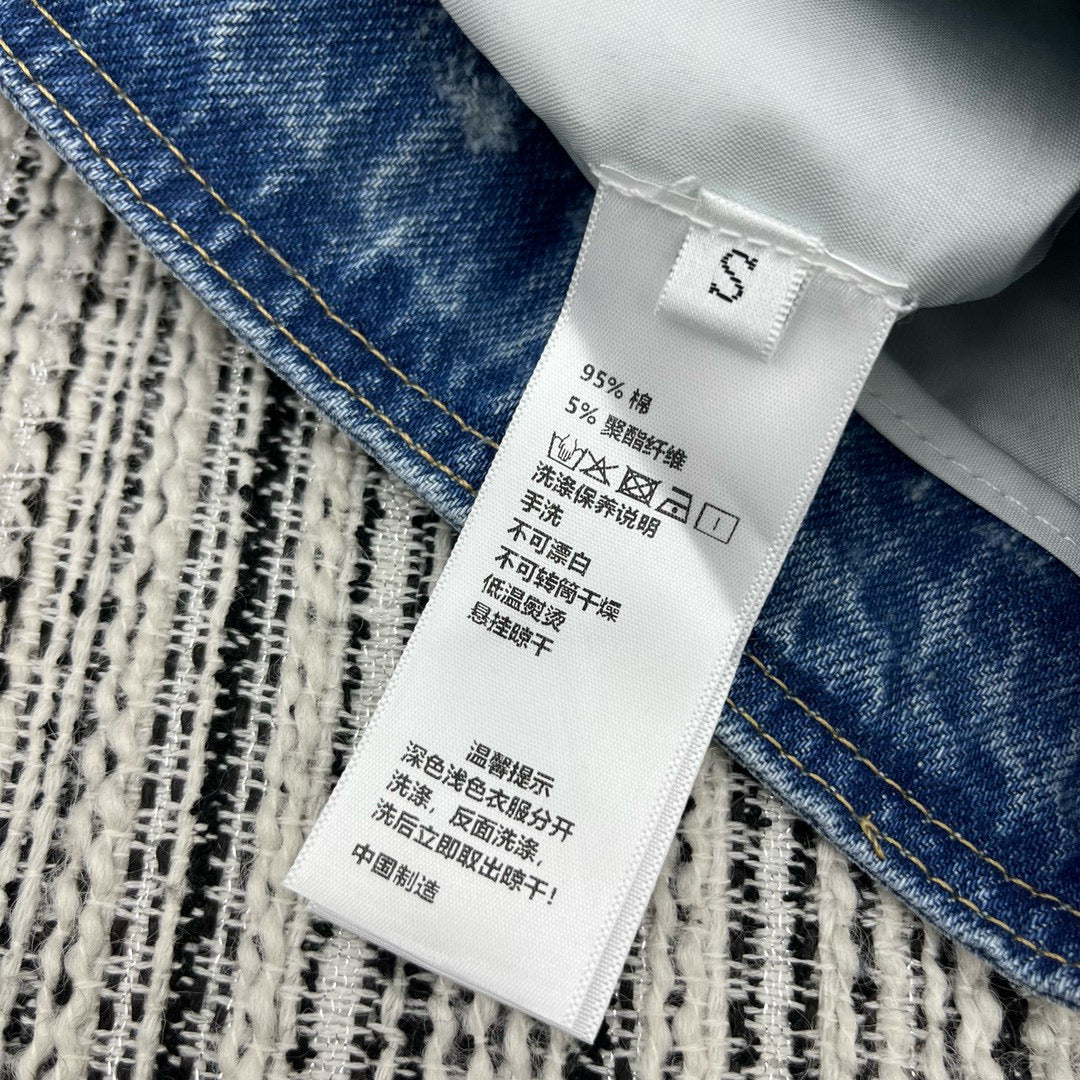 S
95% 棉
5% 聚酯纤维
洗涤保养说明
手洗
不可漂白
不可转筒干燥
低温熨烫
悬挂晾干
温馨提示
深色浅色衣服分开
洗涤，反面洗涤，
洗后立即取出晾干！
中国制造